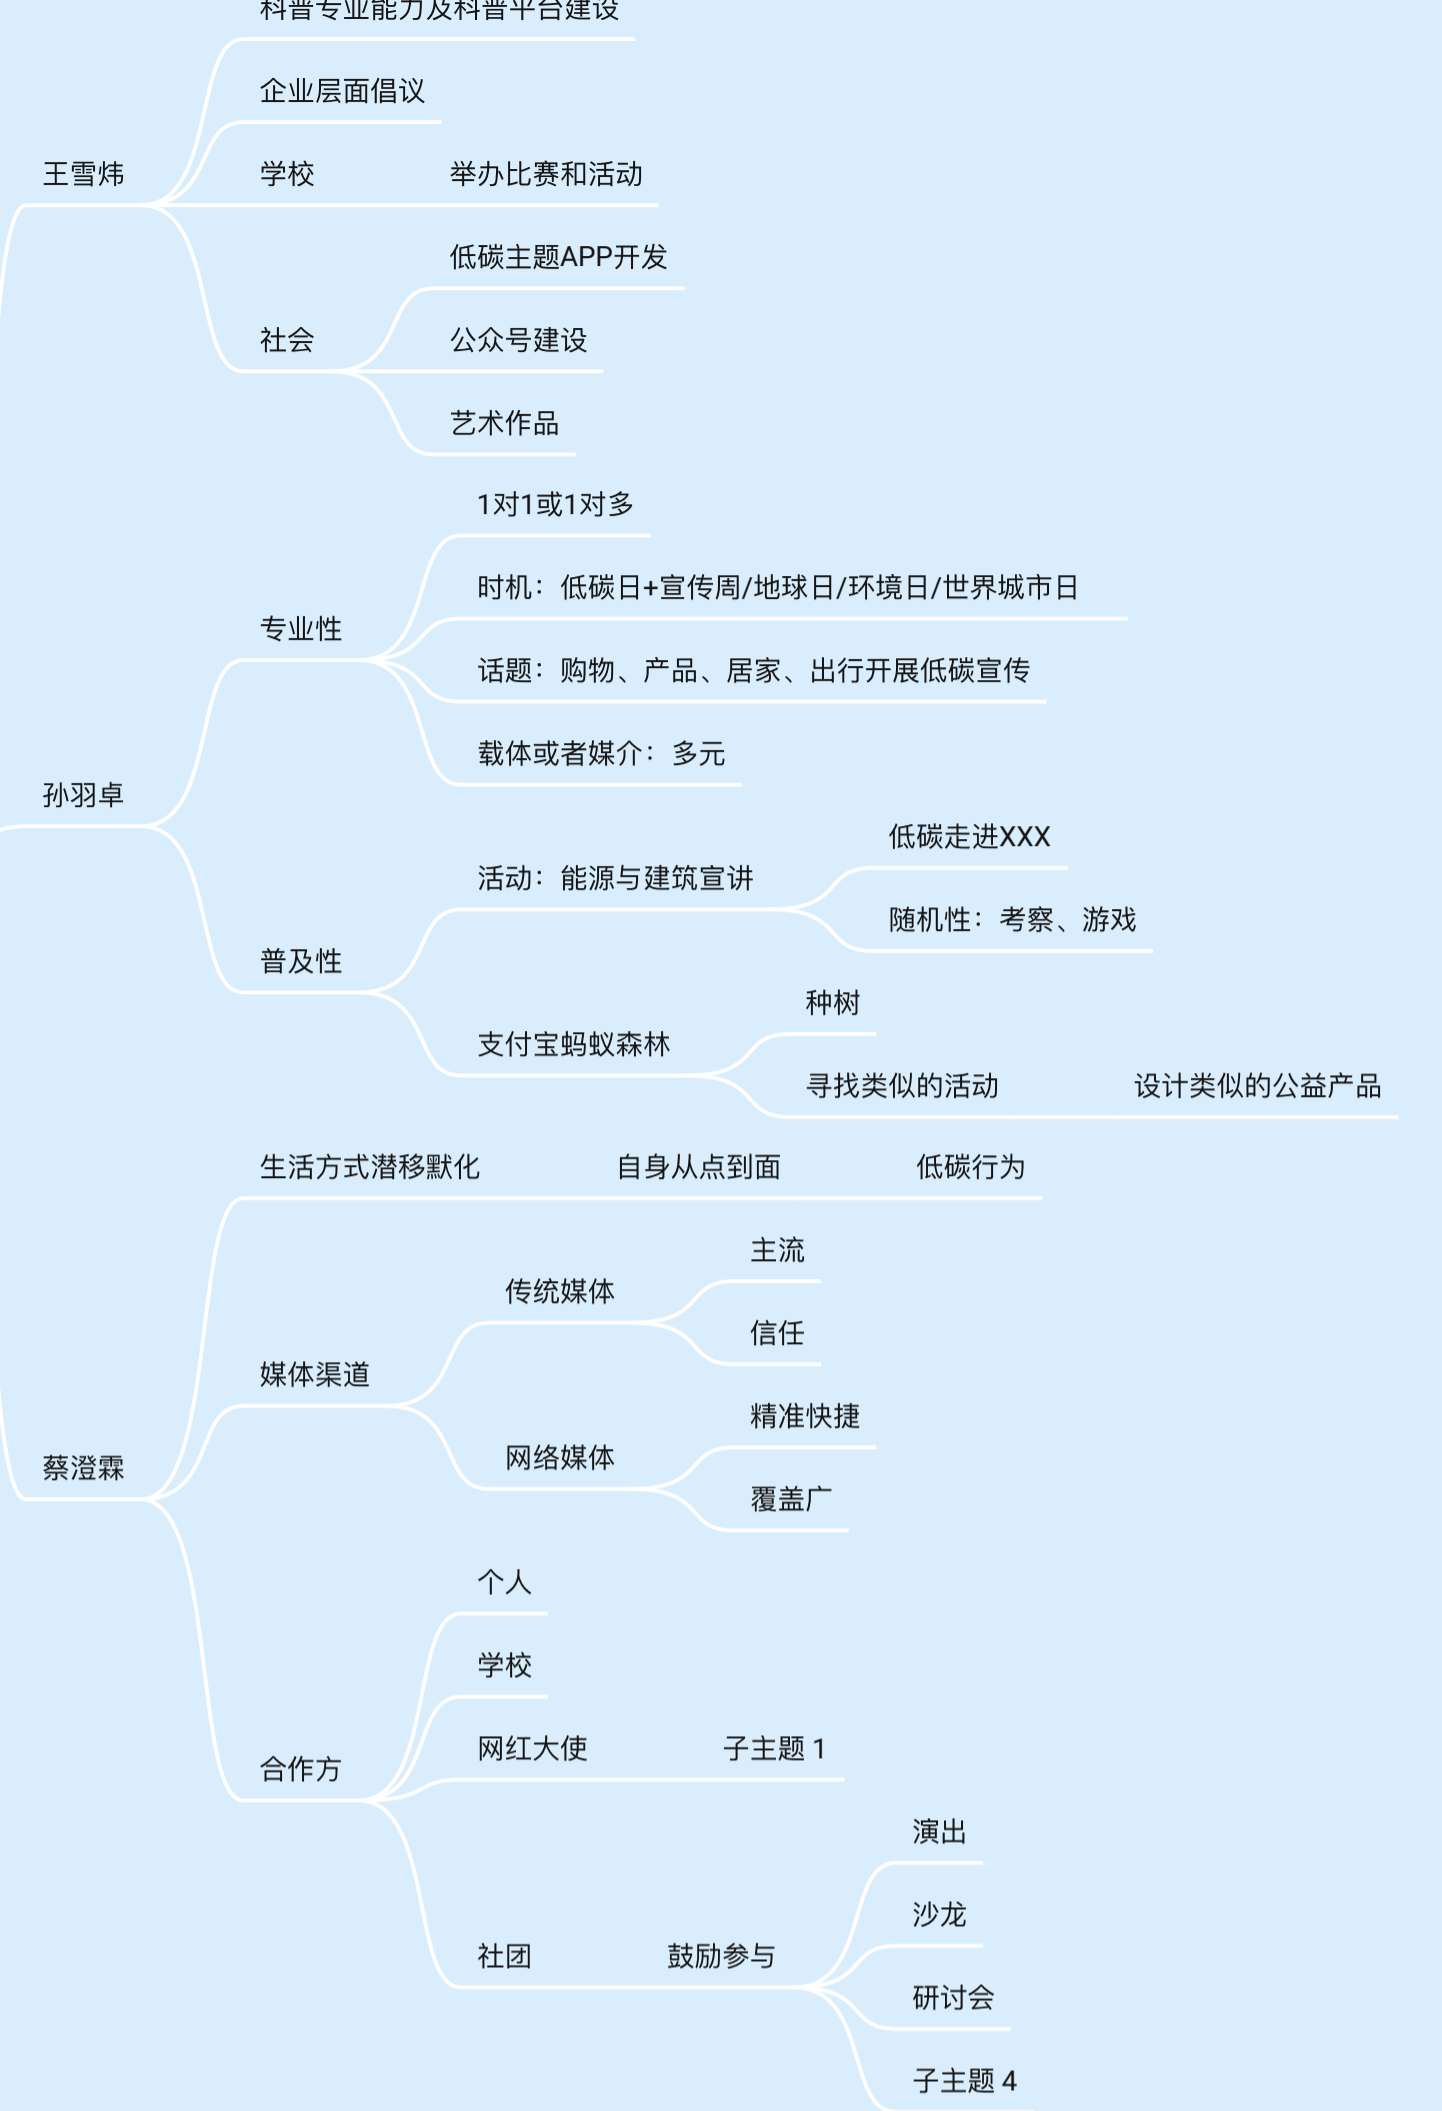 科普专业能力及科普平台建设
企业层面倡议
王雪炜
学校
举办比赛和活动
低碳主题APP开发
社会
公众号建设
艺术作品
1对1或1对多
时机：低碳日+宣传周/地球日/环境日/世界城市日
专业性
话题：购物、产品、居家、出行开展低碳宣传
载体或者媒介：多元
孙羽卓
低碳走进XXX
活动：能源与建筑宣讲
随机性：考察、游戏
普及性
种树
支付宝蚂蚁森林
寻找类似的活动
设计类似的公益产品
生活方式潜移默化
自身从点到面
低碳行为
主流
传统媒体
信任
媒体渠道
精准快捷
网络媒体
覆盖广
蔡澄霖
个人
学校
网红大使
子主题 1
合作方
演出
沙龙
社团
鼓励参与
研讨会
子主题 4